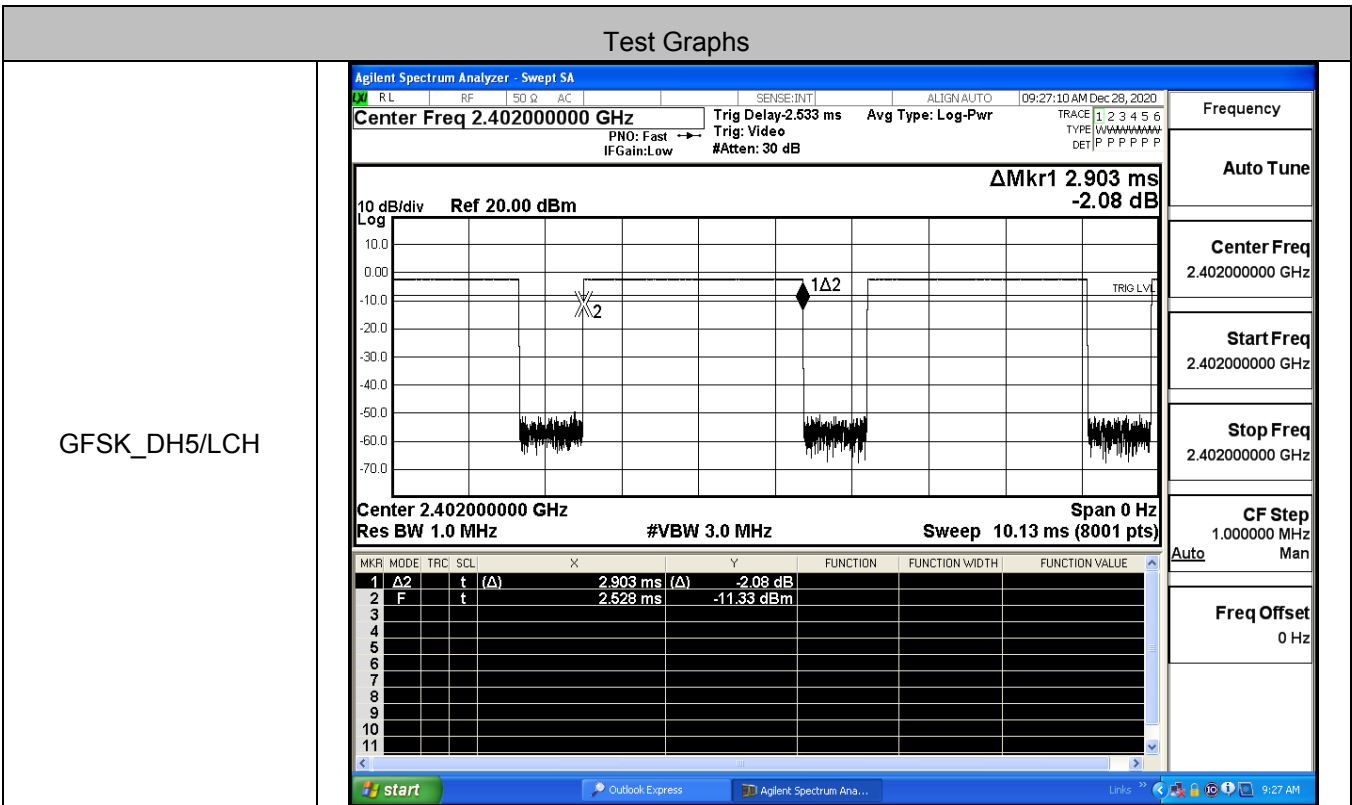 Test Graphs
GFSK_DH5/LCH
Agilent Spectrum Analyzer - Swept SA
RL RF 50 Ω AC SENSE:INT ALIGN AUTO 09:27:10 AM Dec 28, 2020
Center Freq 2.402000000 GHz
PNO: Fast
IFGain:Low
Trig Delay-2.533 ms
Trig: Video
#Atten: 30 dB
Avg Type: Log-Pwr
TRACE 1 2 3 4 5 6
TYPE WWWWWW
DET P P P P P P
ΔMkr1 2.903 ms
-2.08 dB
10 dB/div Ref 20.00 dBm
Log
10.0
0.00
-10.0
-20.0
-30.0
-40.0
-50.0
-60.0
-70.0
1Δ2
2
TRIG LVL
Center 2.402000000 GHz Span 0 Hz
Res BW 1.0 MHz #VBW 3.0 MHz Sweep 10.13 ms (8001 pts)
MKR MODE TRC SCL X Y FUNCTION FUNCTION WIDTH FUNCTION VALUE
1 Δ2 t (Δ) 2.903 ms (Δ) -2.08 dB
2 F t 2.528 ms -11.33 dBm
3
4
5
6
7
8
9
10
11
Frequency
Auto Tune
Center Freq
2.402000000 GHz
Start Freq
2.402000000 GHz
Stop Freq
2.402000000 GHz
CF Step
1.000000 MHz
Auto Man
Freq Offset
0 Hz
start Outlook Express Agilent Spectrum Ana... Links » 9:27 AM